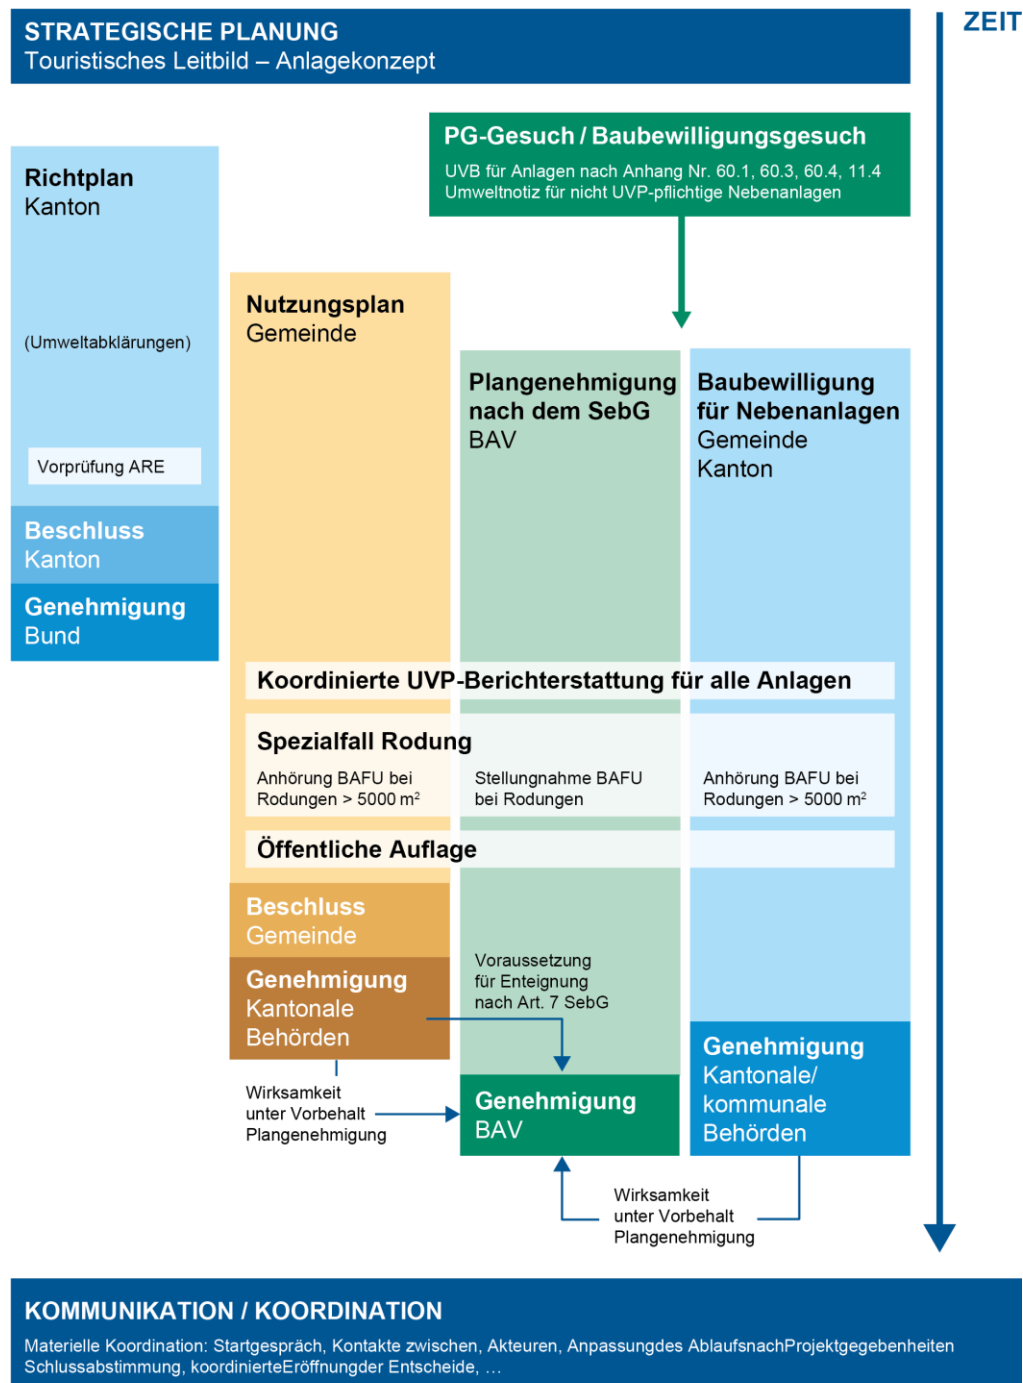 STRATEGISCHE PLANUNG
Touristisches Leitbild – Anlagekonzept
ZEIT
PG-Gesuch / Baubewilligungsgesuch
UVB für Anlagen nach Anhang Nr. 60.1, 60.3, 60.4, 11.4
Umweltnotiz für nicht UVP-pflichtige Nebenanlagen
Richtplan
Kanton
(Umweltabklärungen)
Vorprüfung ARE
Beschluss
Kanton
Genehmigung
Bund
Nutzungsplan
Gemeinde
Plangenehmigung
nach dem SebG
BAV
Baubewilligung
für Nebenanlagen
Gemeinde
Kanton
Koordinierte UVP-Berichterstattung für alle Anlagen
Spezialfall Rodung
Anhörung BAFU bei
Rodungen > 5000 m²
Stellungnahme BAFU
bei Rodungen
Anhörung BAFU bei
Rodungen > 5000 m²
Öffentliche Auflage
Beschluss
Gemeinde
Genehmigung
Kantonale
Behörden
Voraussetzung
für Enteignung
nach Art. 7 SebG
Wirksamkeit
unter Vorbehalt
Plangenehmigung
Genehmigung
BAV
Genehmigung
Kantonale/
kommunale
Behörden
Wirksamkeit
unter Vorbehalt
Plangenehmigung
KOMMUNIKATION / KOORDINATION
Materielle Koordination: Startgespräch, Kontakte zwischen, Akteuren, Anpassungdes AblaufsnachProjektgegebenheiten
Schlussabstimmung, koordinierteEröffnungder Entscheide, …